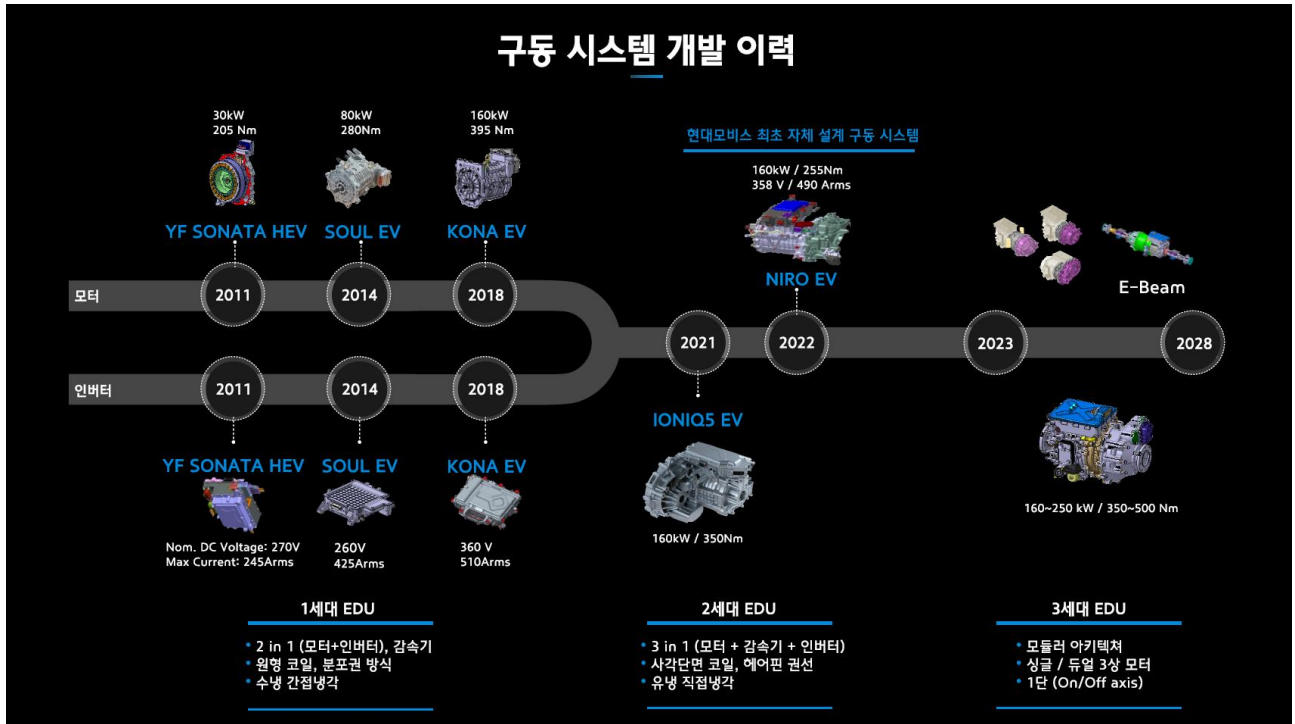 구동 시스템 개발 이력
30kW
205 Nm
80kW
280Nm
160kW
395 Nm
현대모비스 최초 자체 설계 구동 시스템
160kW / 255Nm
358 V / 490 Arms
YF SONATA HEV
SOUL EV
KONA EV
NIRO EV
E-Beam
모터
2011
2014
2018
2021
2022
2023
2028
인버터
2011
2014
2018
YF SONATA HEV
SOUL EV
KONA EV
IONIQ5 EV
Nom. DC Voltage: 270V
Max Current: 245Arms
260V
425Arms
360 V
510Arms
160kW / 350Nm
160~250 kW / 350~500 Nm
1세대 EDU
• 2 in 1 (모터+인버터), 감속기
• 원형 코일, 분포권 방식
• 수냉 간접냉각
2세대 EDU
• 3 in 1 (모터 + 감속기 + 인버터)
• 사각단면 코일, 헤어핀 권선
• 유냉 직접냉각
3세대 EDU
• 모듈러 아키텍쳐
• 싱글 / 듀얼 3상 모터
• 1단 (On/Off axis)